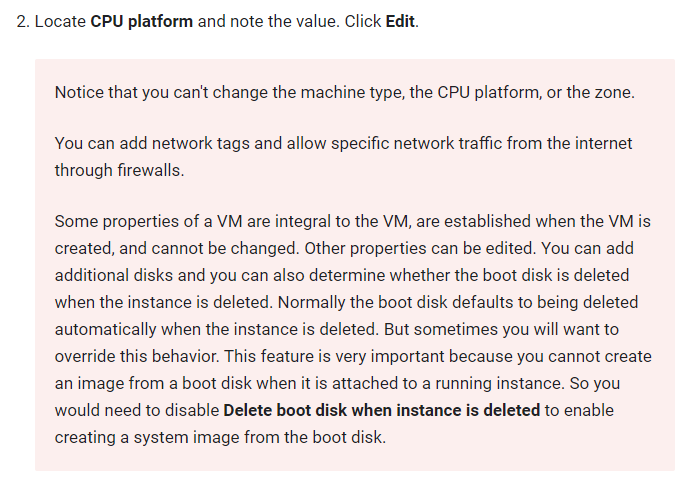 2. Locate CPU platform and note the value. Click Edit.
Notice that you can't change the machine type, the CPU platform, or the zone.
You can add network tags and allow specific network traffic from the internet
through firewalls.
Some properties of a VM are integral to the VM, are established when the VM is
created, and cannot be changed. Other properties can be edited. You can add
additional disks and you can also determine whether the boot disk is deleted
when the instance is deleted. Normally the boot disk defaults to being deleted
automatically when the instance is deleted. But sometimes you will want to
override this behavior. This feature is very important because you cannot create
an image from a boot disk when it is attached to a running instance. So you
would need to disable Delete boot disk when instance is deleted to enable
creating a system image from the boot disk.